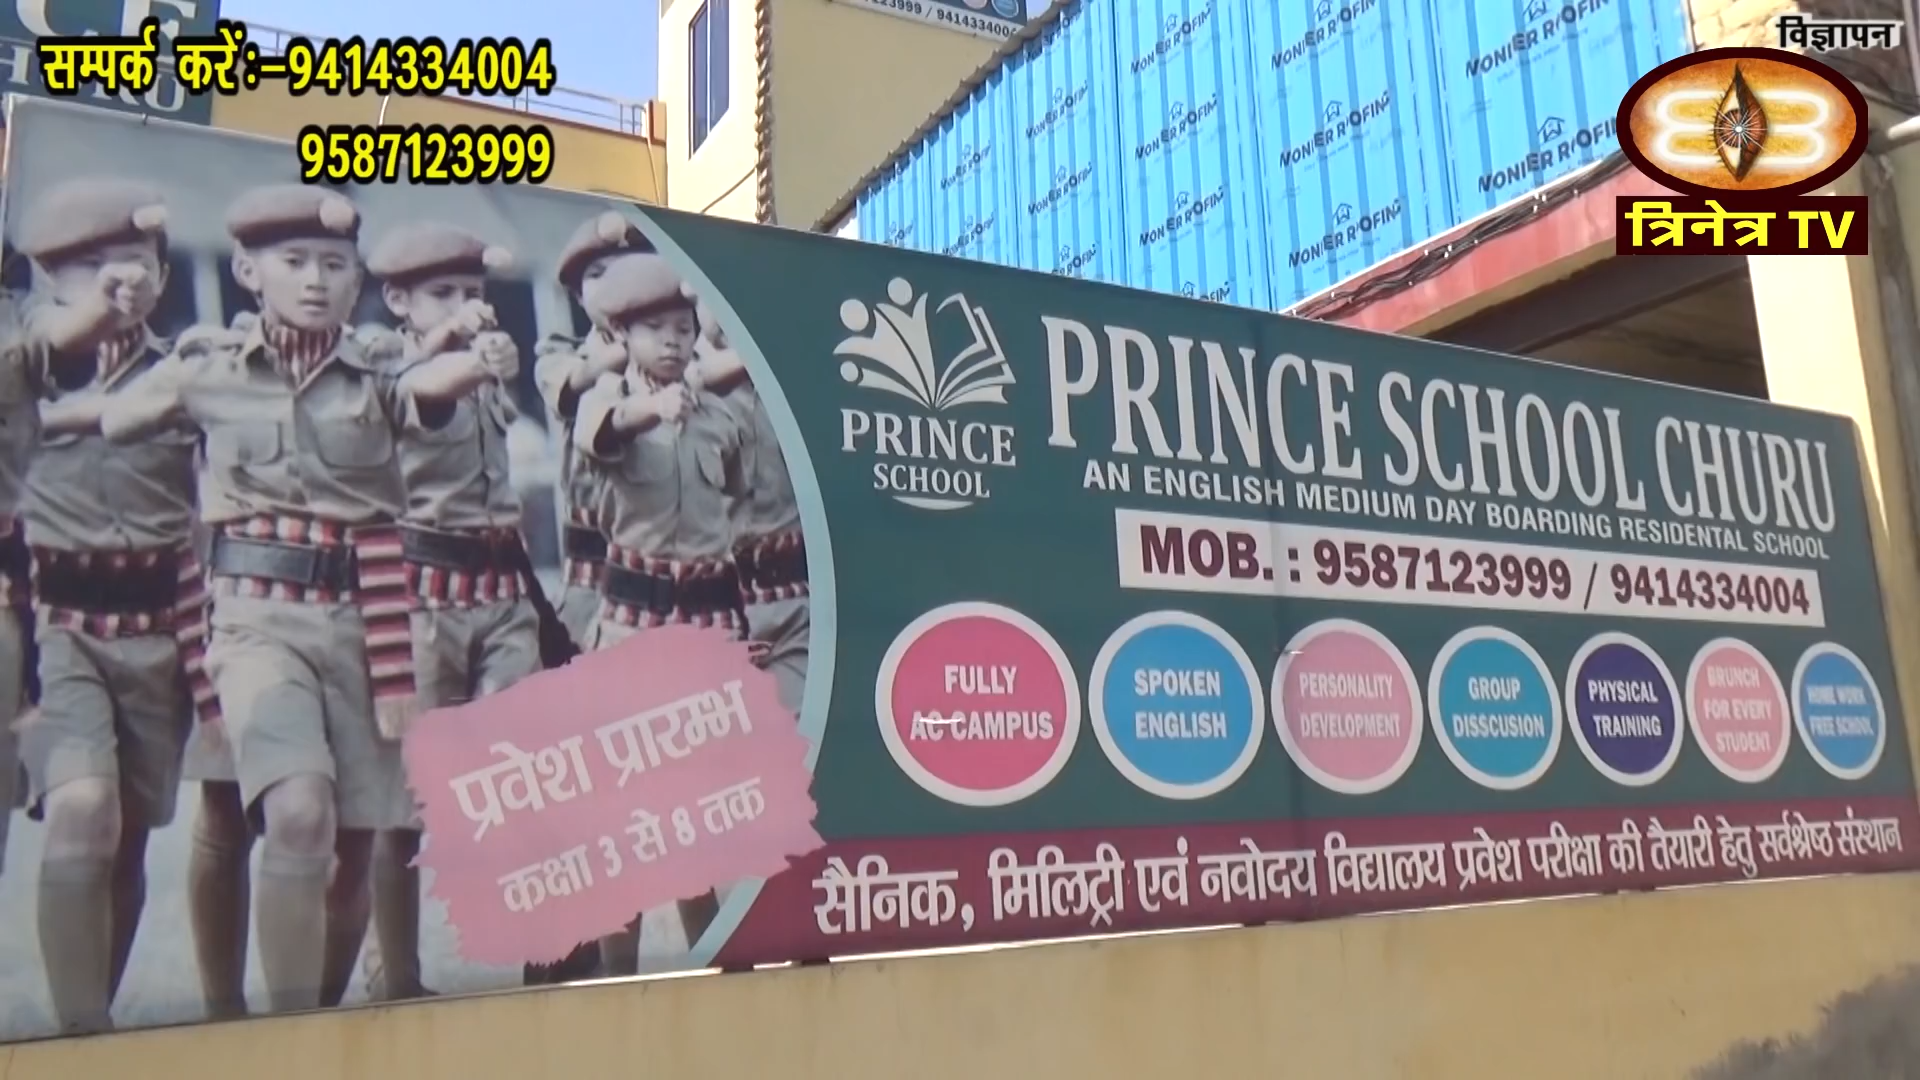 विज्ञापन
सम्पर्क करें:-9414334004
9587123999
त्रिनेत्र TV
PRINCE
SCHOOL
PRINCE SCHOOL CHURU
AN ENGLISH MEDIUM DAY BOARDING RESIDENTAL SCHOOL
MOB. : 9587123999 / 9414334004
FULLY
AC CAMPUS
SPOKEN
ENGLISH
PERSONALITY
DEVELOPMENT
GROUP
DISSCUSION
PHYSICAL
TRAINING
BRUNCH
FOR EVERY
STUDENT
HOME WORK
FREE SCHOOL
प्रवेश प्रारम्भ
कक्षा 3 से 8 तक
सैनिक, मिलिट्री एवं नवोदय विद्यालय प्रवेश परीक्षा की तैयारी हेतु सर्वश्रेष्ठ संस्थान